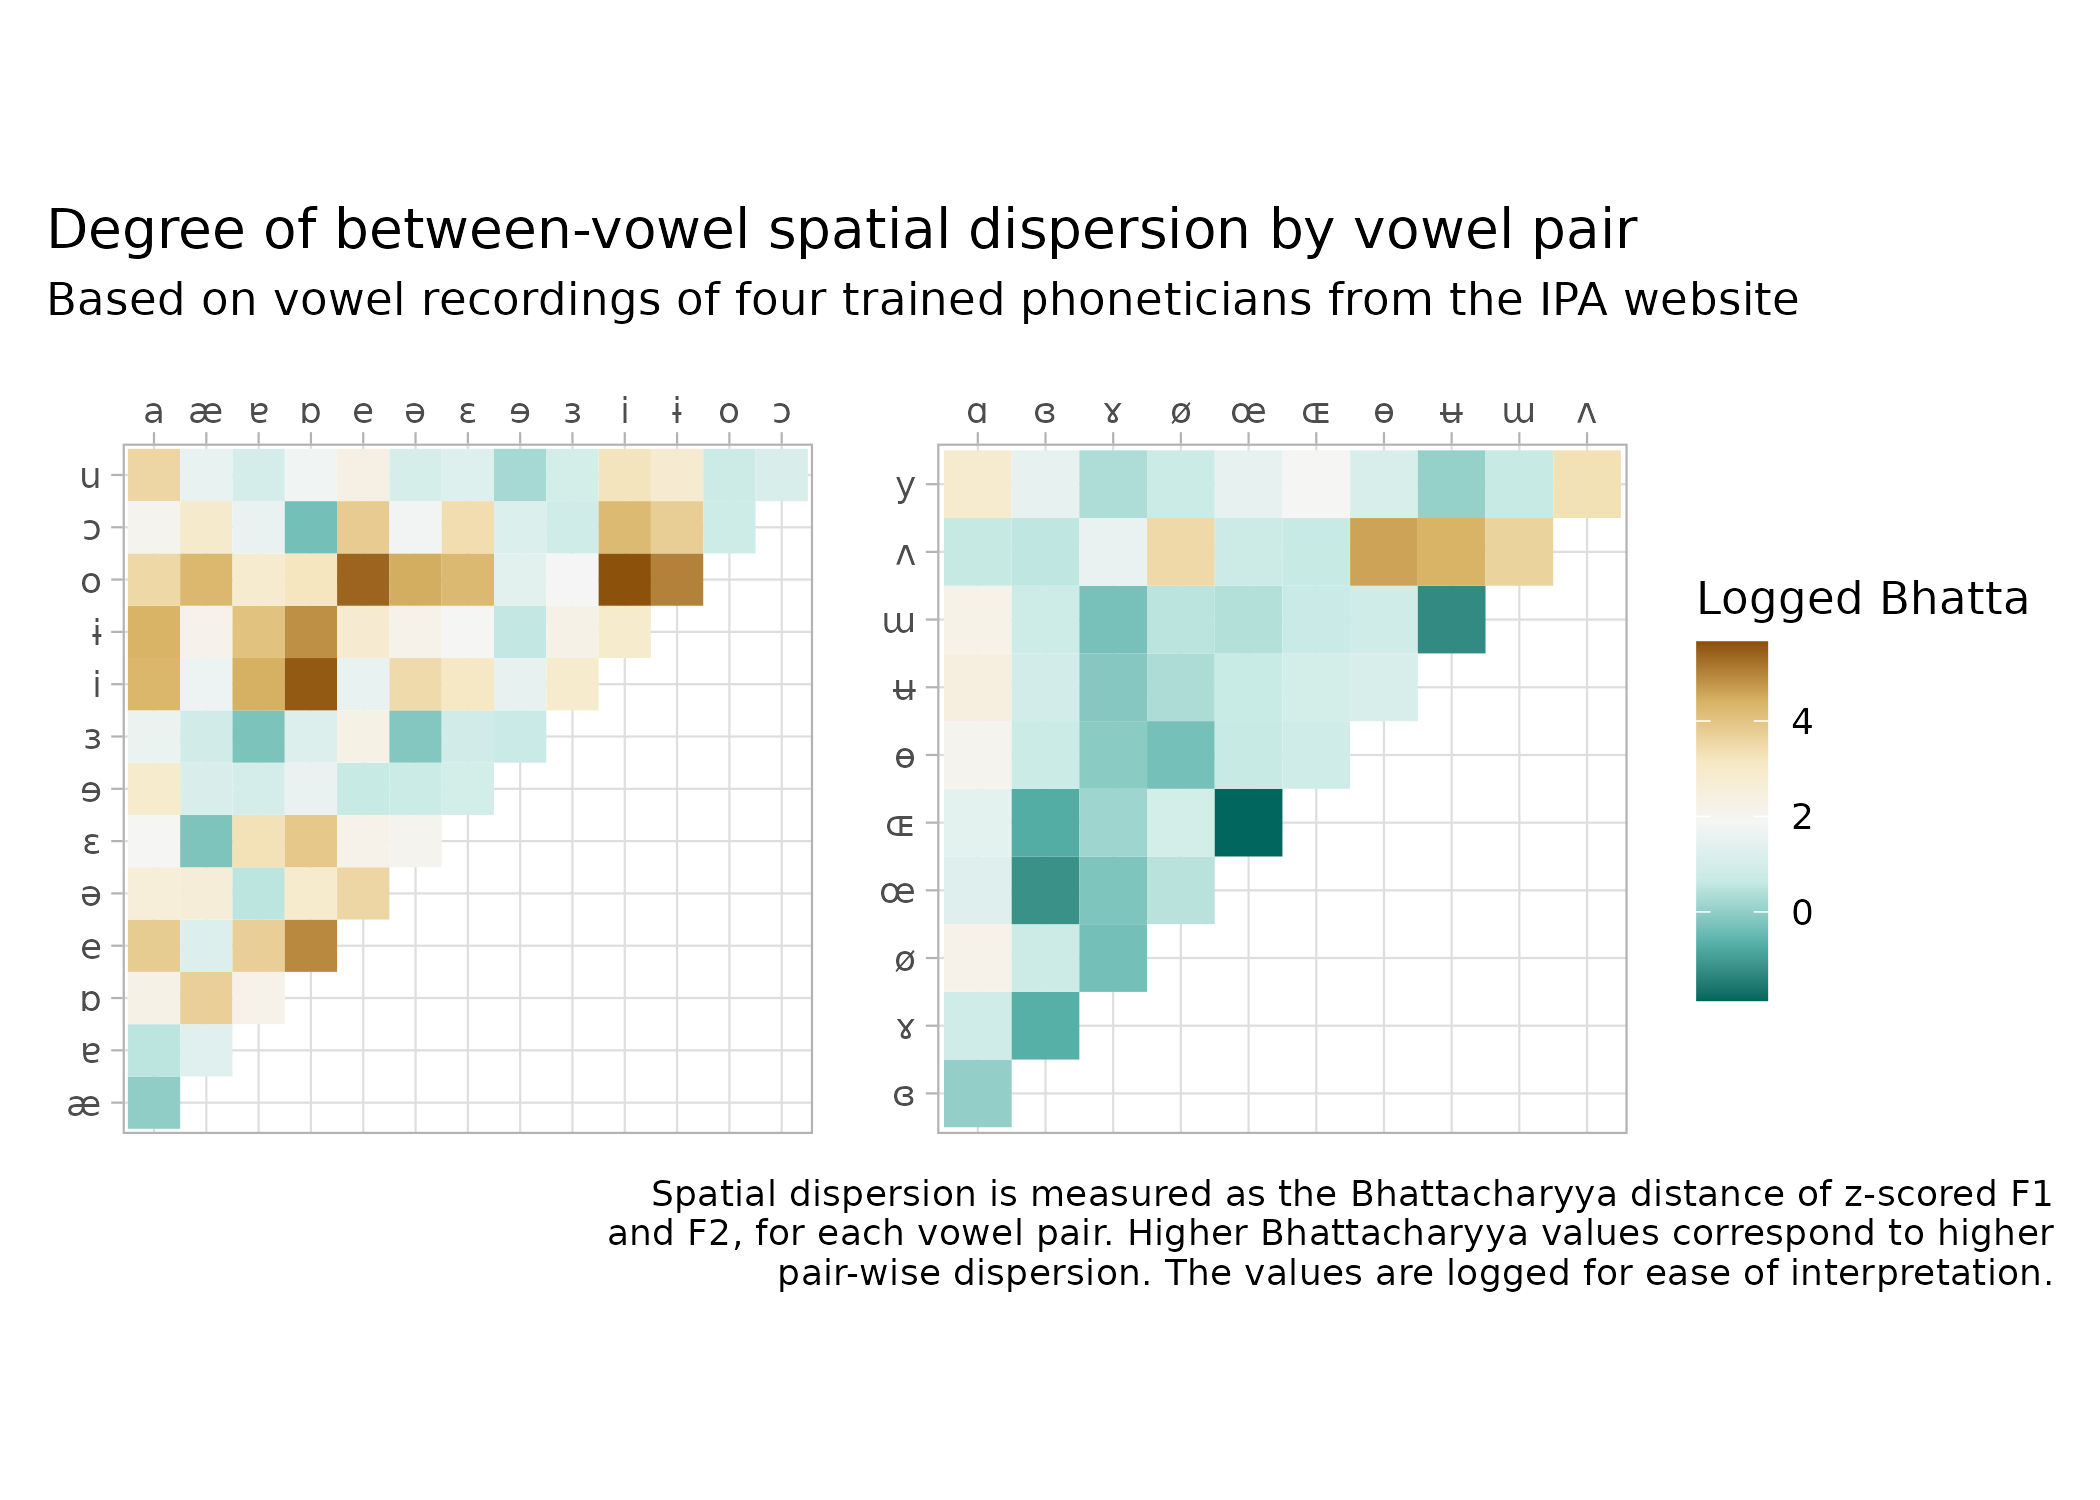 Degree of between-vowel spatial dispersion by vowel pair
Based on vowel recordings of four trained phoneticians from the IPA website
a æ ɐ ɒ e ə ɛ ɘ ɜ i ɨ o ɔ
u
ɔ
o
ɨ
i
ɜ
ɘ
ɛ
ə
e
ɒ
ɐ
æ
ɑ ɞ ɤ ø œ ɶ ɵ ʉ ɯ ʌ
y
ʌ
ɯ
ʉ
ɵ
ɶ
œ
ø
ɤ
ɞ
Logged Bhatta
4
2
0
Spatial dispersion is measured as the Bhattacharyya distance of z-scored F1
and F2, for each vowel pair. Higher Bhattacharyya values correspond to higher
pair-wise dispersion. The values are logged for ease of interpretation.